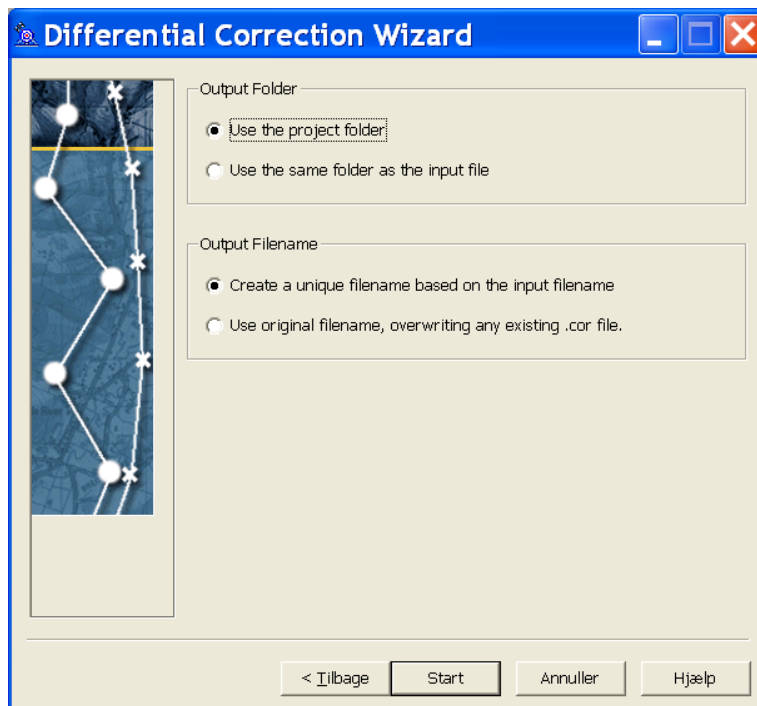 Differential Correction Wizard
Output Folder
Use the project folder
Use the same folder as the input file
Output Filename
Create a unique filename based on the input filename
Use original filename, overwriting any existing .cor file.
< Tilbage
Start
Annuller
Hjælp